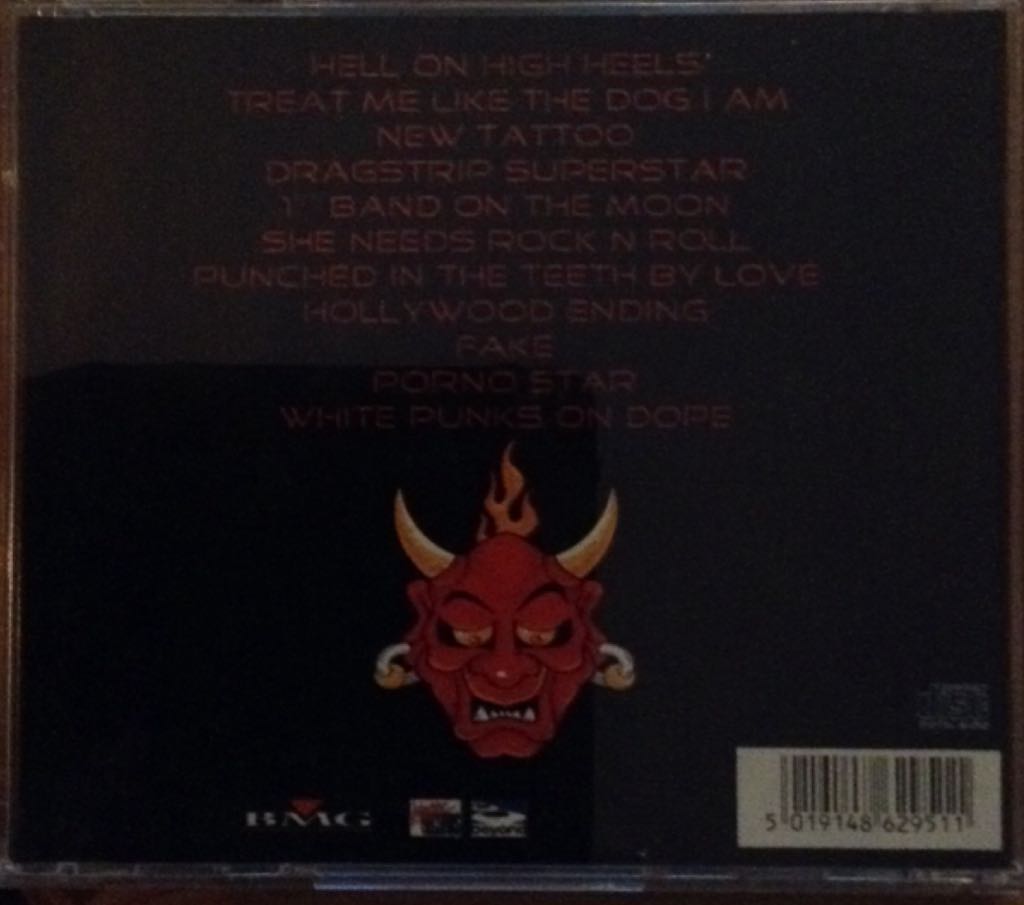 HELL ON HIGH HEELS
TREAT ME LIKE THE DOG I AM
NEW TATTOO
DRAGSTRIP SUPERSTAR
1ST BAND ON THE MOON
SHE NEEDS ROCK N ROLL
PUNCHED IN THE TEETH BY LOVE
HOLLYWOOD ENDING
FAKE
PORNO STAR
WHITE PUNKS ON DOPE
BMG
5 019148 629511